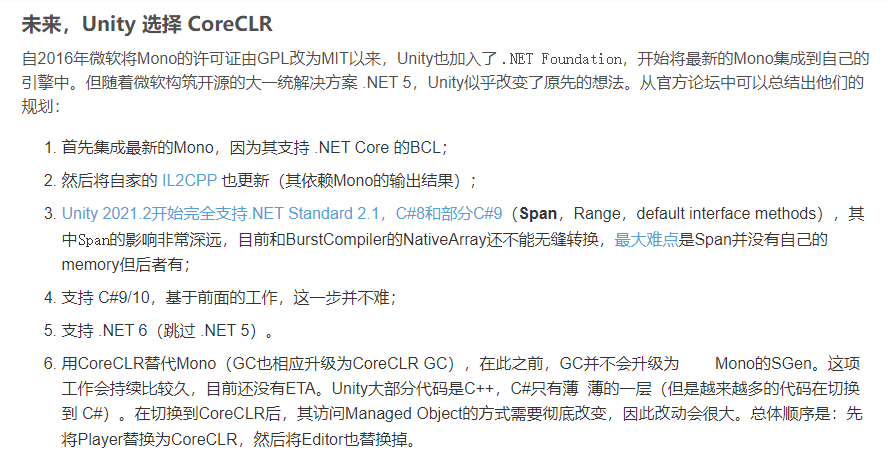 未来，Unity 选择 CoreCLR
自2016年微软将Mono的许可证由GPL改为MIT以来，Unity也加入了 .NET Foundation，开始将最新的Mono集成到自己的
引擎中。但随着微软构筑开源的大一统解决方案 .NET 5，Unity似乎改变了原先的想法。从官方论坛中可以总结出他们的
规划：
1. 首先集成最新的Mono，因为其支持 .NET Core 的BCL；
2. 然后将自家的 IL2CPP 也更新（其依赖Mono的输出结果）；
3. Unity 2021.2开始完全支持.NET Standard 2.1，C#8和部分C#9（Span，Range，default interface methods），其
中Span的影响非常深远，目前和BurstCompiler的NativeArray还不能无缝转换，最大难点是Span并没有自己的
memory但后者有；
4. 支持 C#9/10，基于前面的工作，这一步并不难；
5. 支持 .NET 6（跳过 .NET 5）。
6. 用CoreCLR替代Mono（GC也相应升级为CoreCLR GC），在此之前，GC并不会升级为 Mono的SGen。这项
工作会持续比较久，目前还没有ETA。Unity大部分代码是C++，C#只有薄 薄的一层（但是越来越多的代码在切换
到 C#）。在切换到CoreCLR后，其访问Managed Object的方式需要彻底改变，因此改动会很大。总体顺序是：先
将Player替换为CoreCLR，然后将Editor也替换掉。